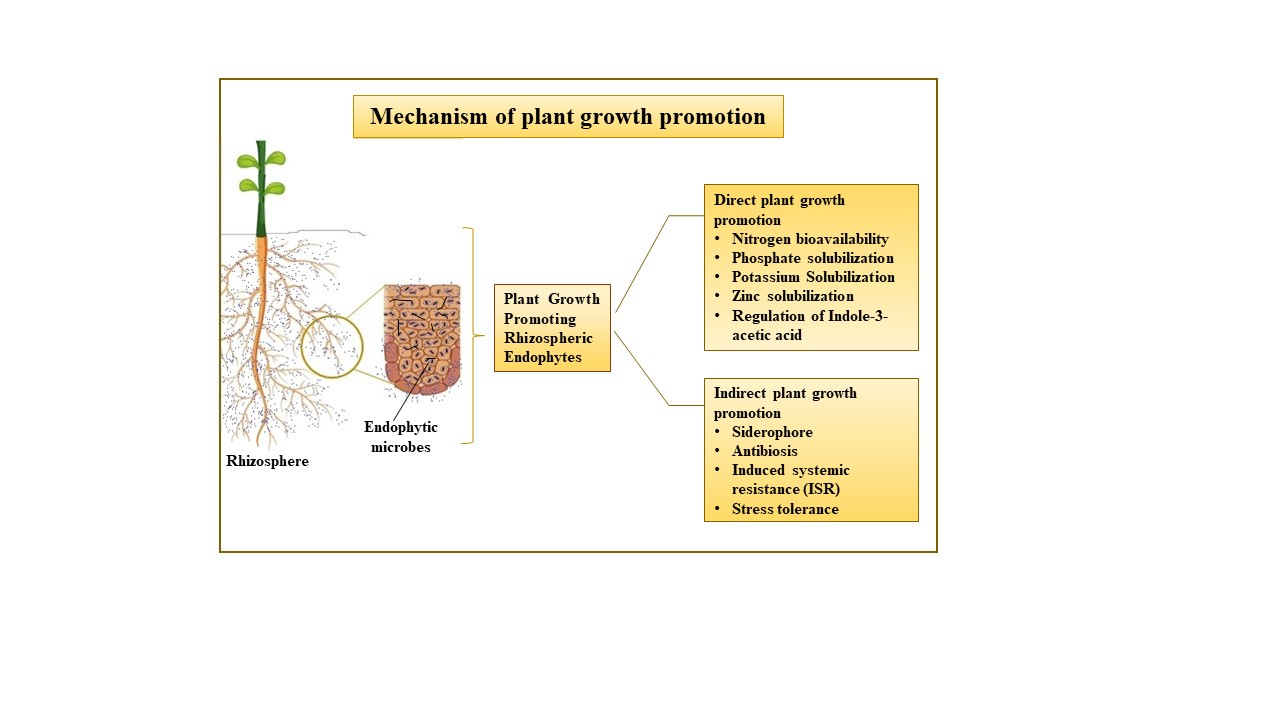 Mechanism of plant growth promotion
Rhizosphere
Endophytic
microbes
Plant Growth
Promoting
Rhizospheric
Endophytes
Direct plant growth
promotion
• Nitrogen bioavailability
• Phosphate solubilization
• Potassium Solubilization
• Zinc solubilization
• Regulation of Indole-3-
acetic acid
Indirect plant growth
promotion
• Siderophore
• Antibiosis
• Induced systemic
resistance (ISR)
• Stress tolerance